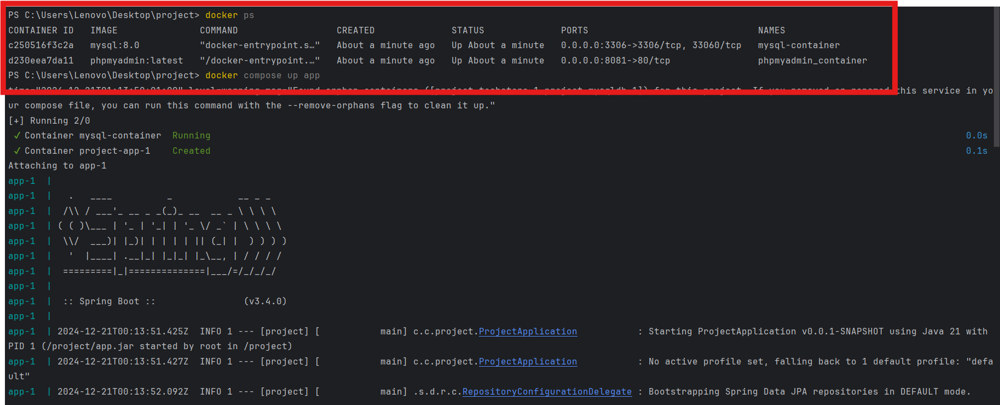 PS C:\Users\Lenovo\Desktop\project> docker ps
CONTAINER ID   IMAGE               COMMAND                  CREATED              STATUS              PORTS                               NAMES
c250516f3c2a   mysql:8.0           "docker-entrypoint.s…"   About a minute ago   Up About a minute   0.0.0.0:3306->3306/tcp, 33060/tcp   mysql-container
d230eea7da11   phpmyadmin:latest   "/docker-entrypoint.…"   About a minute ago   Up About a minute   0.0.0.0:8081->80/tcp                phpmyadmin_container
PS C:\Users\Lenovo\Desktop\project> docker compose up app
this service in yo
ur compose file, you can run this command with the --remove-orphans flag to clean it up."
[+] Running 2/0
 ✓ Container mysql-container  Running 0.0s
 ✓ Container project-app-1    Created 0.1s
Attaching to app-1
app-1  |
app-1  |   .   ____          _            __ _ _
app-1  |  /\\ / ___'_ __ _ _(_)_ __  __ _ \ \ \ \
app-1  | ( ( )\___ | '_ | '_| | '_ \/ _` | \ \ \ \
app-1  |  \\/  ___)| |_)| | | | | || (_| |  ) ) ) )
app-1  |   '  |____| .__|_| |_|_| |_\__, | / / / /
app-1  |  =========|_|==============|___/=/_/_/_/
app-1  |
app-1  |  :: Spring Boot ::                (v3.4.0)
app-1  |
app-1  | 2024-12-21T00:13:51.425Z  INFO 1 --- [project] [           main] c.c.project.ProjectApplication           : Starting ProjectApplication v0.0.1-SNAPSHOT using Java 21 with
PID 1 (/project/app.jar started by root in /project)
app-1  | 2024-12-21T00:13:51.427Z  INFO 1 --- [project] [           main] c.c.project.ProjectApplication           : No active profile set, falling back to 1 default profile: "defa
ult"
app-1  | 2024-12-21T00:13:52.092Z  INFO 1 --- [project] [           main] .s.d.r.c.RepositoryConfigurationDelegate : Bootstrapping Spring Data JPA repositories in DEFAULT mode.